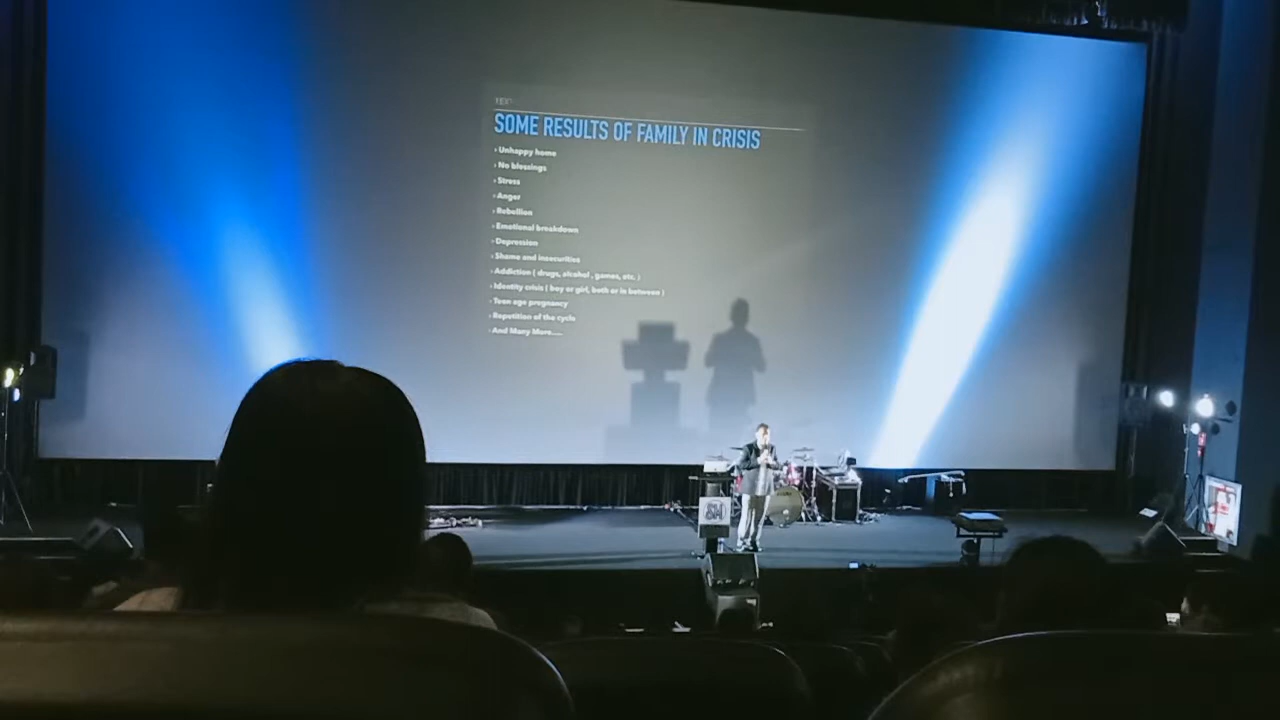 TEXT
SOME RESULTS OF FAMILY IN CRISIS
› Unhappy home
› No blessings
› Stress
› Anger
› Rebellion
› Emotional breakdown
› Depression
› Shame and insecurities
› Addiction ( drugs, alcohol , games, etc. )
› Identity crisis ( boy or girl, both or in between )
› Teen age pregnancy
› Repetition of the cycle
› And Many More.....
SM